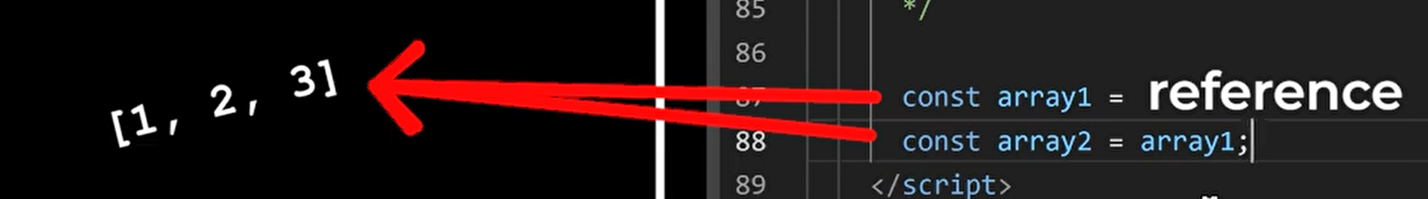 [1, 2, 3]
85 */
86
87 const array1 = reference
88 const array2 = array1;
89 </script>